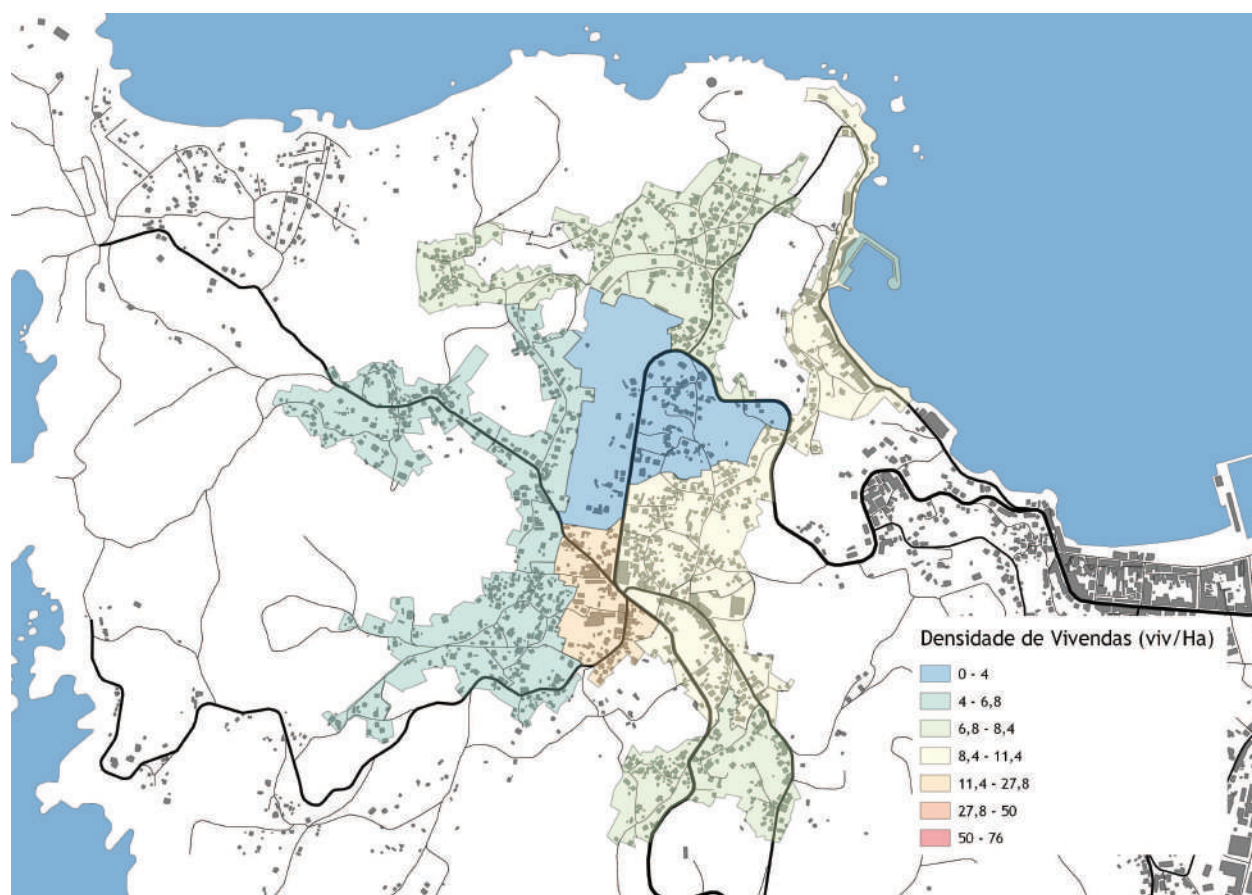 Densidade de Vivendas (viv/Ha)
0 - 4
4 - 6,8
6,8 - 8,4
8,4 - 11,4
11,4 - 27,8
27,8 - 50
50 - 76